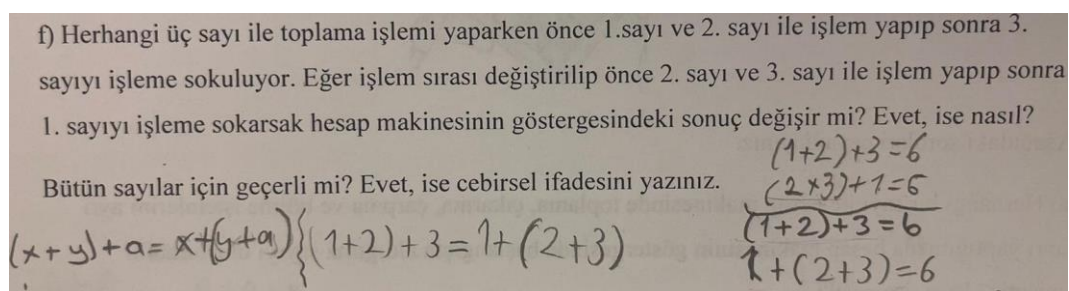 f) Herhangi üç sayı ile toplama işlemi yaparken önce 1.sayı ve 2. sayı ile işlem yapıp sonra 3.
sayıyı işleme sokuluyor. Eğer işlem sırası değiştirilip önce 2. sayı ve 3. sayı ile işlem yapıp sonra
1. sayıyı işleme sokarsak hesap makinesinin göstergesindeki sonuç değişir mi? Evet, ise nasıl?
Bütün sayılar için geçerli mi? Evet, ise cebirsel ifadesini yazınız.
(1+2)+3=6
(2+3)+1=6
(1+2)+3=6
1+(2+3)=6
(x+y)+a=x+(y+a) { (1+2)+3=1+(2+3)